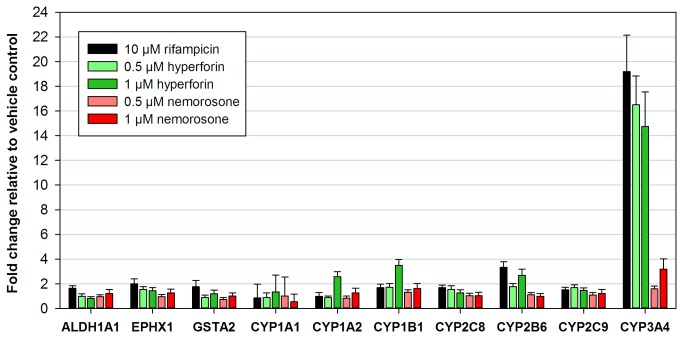 Fold change relative to vehicle control
24
22
20
18
16
14
12
10
8
6
4
2
0
10 µM rifampicin
0.5 µM hyperforin
1 µM hyperforin
0.5 µM nemorosone
1 µM nemorosone
ALDH1A1 EPHX1 GSTA2 CYP1A1 CYP1A2 CYP1B1 CYP2C8 CYP2B6 CYP2C9 CYP3A4